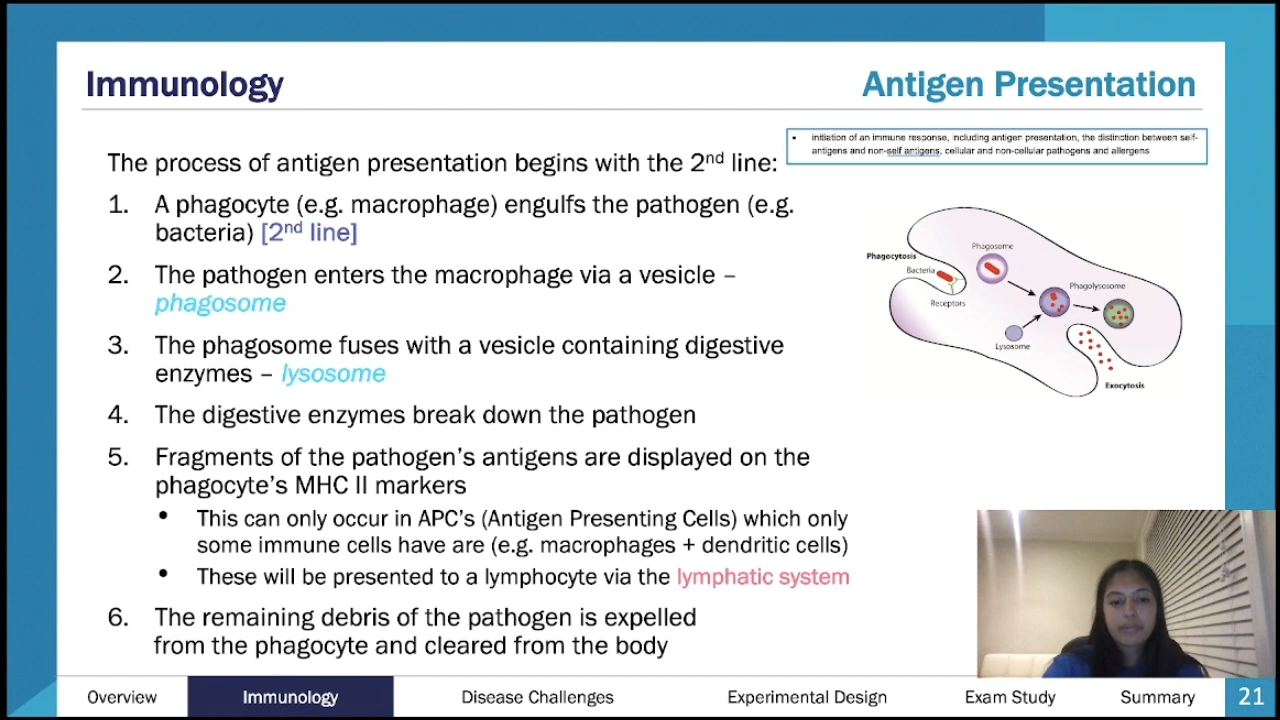 Immunology
Antigen Presentation
• initiation of an immune response, including antigen presentation, the distinction between self-
antigens and non-self antigens, cellular and non-cellular pathogens and allergens
The process of antigen presentation begins with the 2nd line:
1. A phagocyte (e.g. macrophage) engulfs the pathogen (e.g.
bacteria) [2nd line]
2. The pathogen enters the macrophage via a vesicle –
phagosome
3. The phagosome fuses with a vesicle containing digestive
enzymes – lysosome
4. The digestive enzymes break down the pathogen
5. Fragments of the pathogen's antigens are displayed on the
phagocyte's MHC II markers
• This can only occur in APC's (Antigen Presenting Cells) which only
some immune cells have are (e.g. macrophages + dendritic cells)
• These will be presented to a lymphocyte via the lymphatic system
6. The remaining debris of the pathogen is expelled
from the phagocyte and cleared from the body
Phagocytosis
Phagosome
Bacteria
Receptors
Phagolysosome
Lysosome
Exocytosis
Overview
Immunology
Disease Challenges
Experimental Design
Exam Study
Summary
21